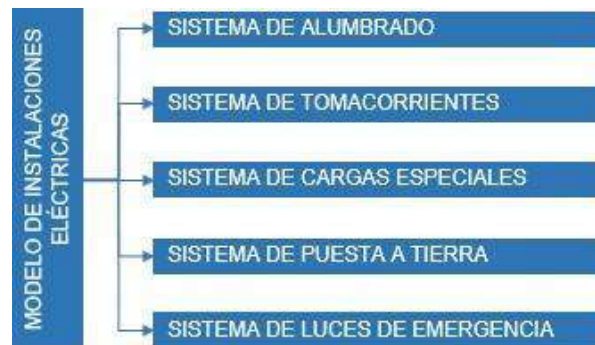 MODELO DE INSTALACIONES
ELÉCTRICAS
SISTEMA DE ALUMBRADO
SISTEMA DE TOMACORRIENTES
SISTEMA DE CARGAS ESPECIALES
SISTEMA DE PUESTA A TIERRA
SISTEMA DE LUCES DE EMERGENCIA